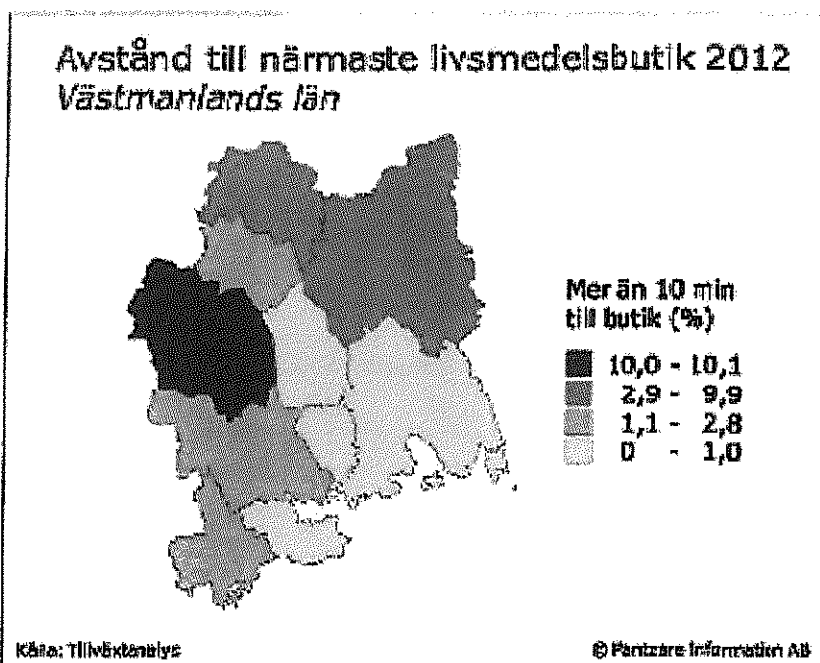 Avstånd till närmaste livsmedelsbutik 2012
Västmanlands län
Mer än 10 min
till butik (%)
10,0 - 10,1
2,9 - 9,9
1,1 - 2,8
0 - 1,0
Källa: Tillväxtanalys
© Pantzare Information AB